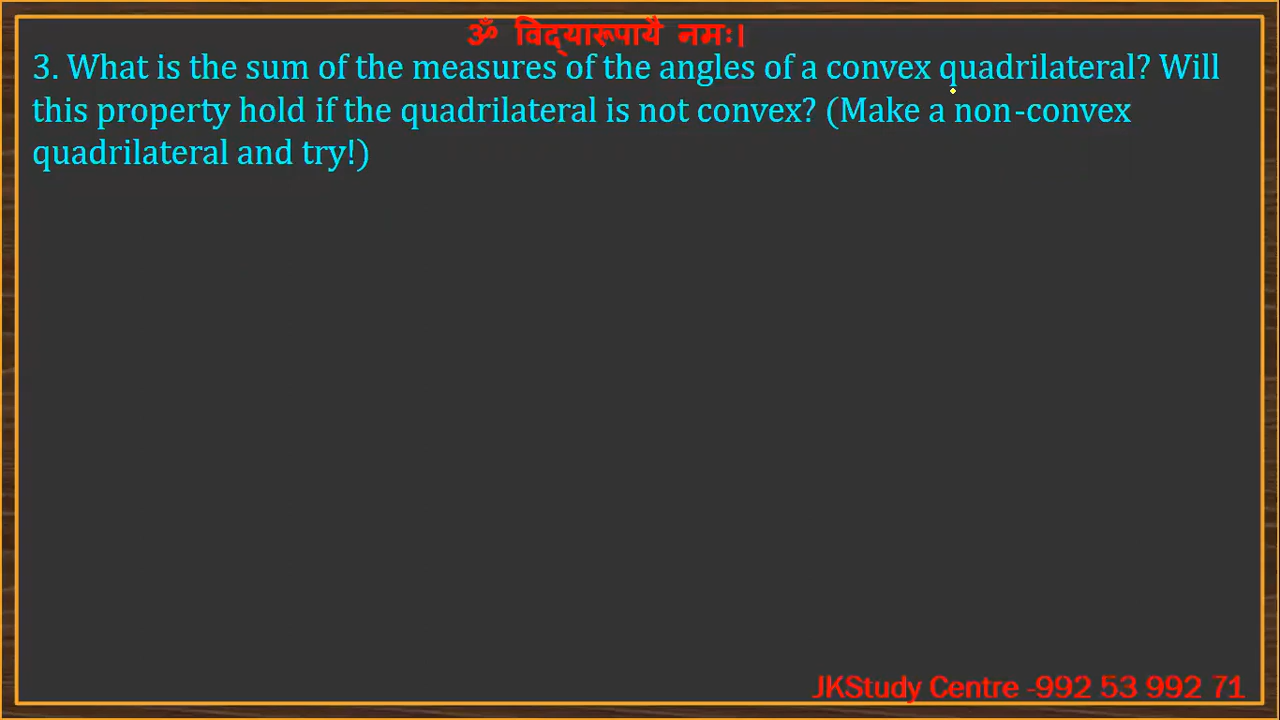 ॐ विद्यारूपायै नमः।
3. What is the sum of the measures of the angles of a convex quadrilateral? Will
this property hold if the quadrilateral is not convex? (Make a non-convex
quadrilateral and try!)
JKStudy Centre -992 53 992 71